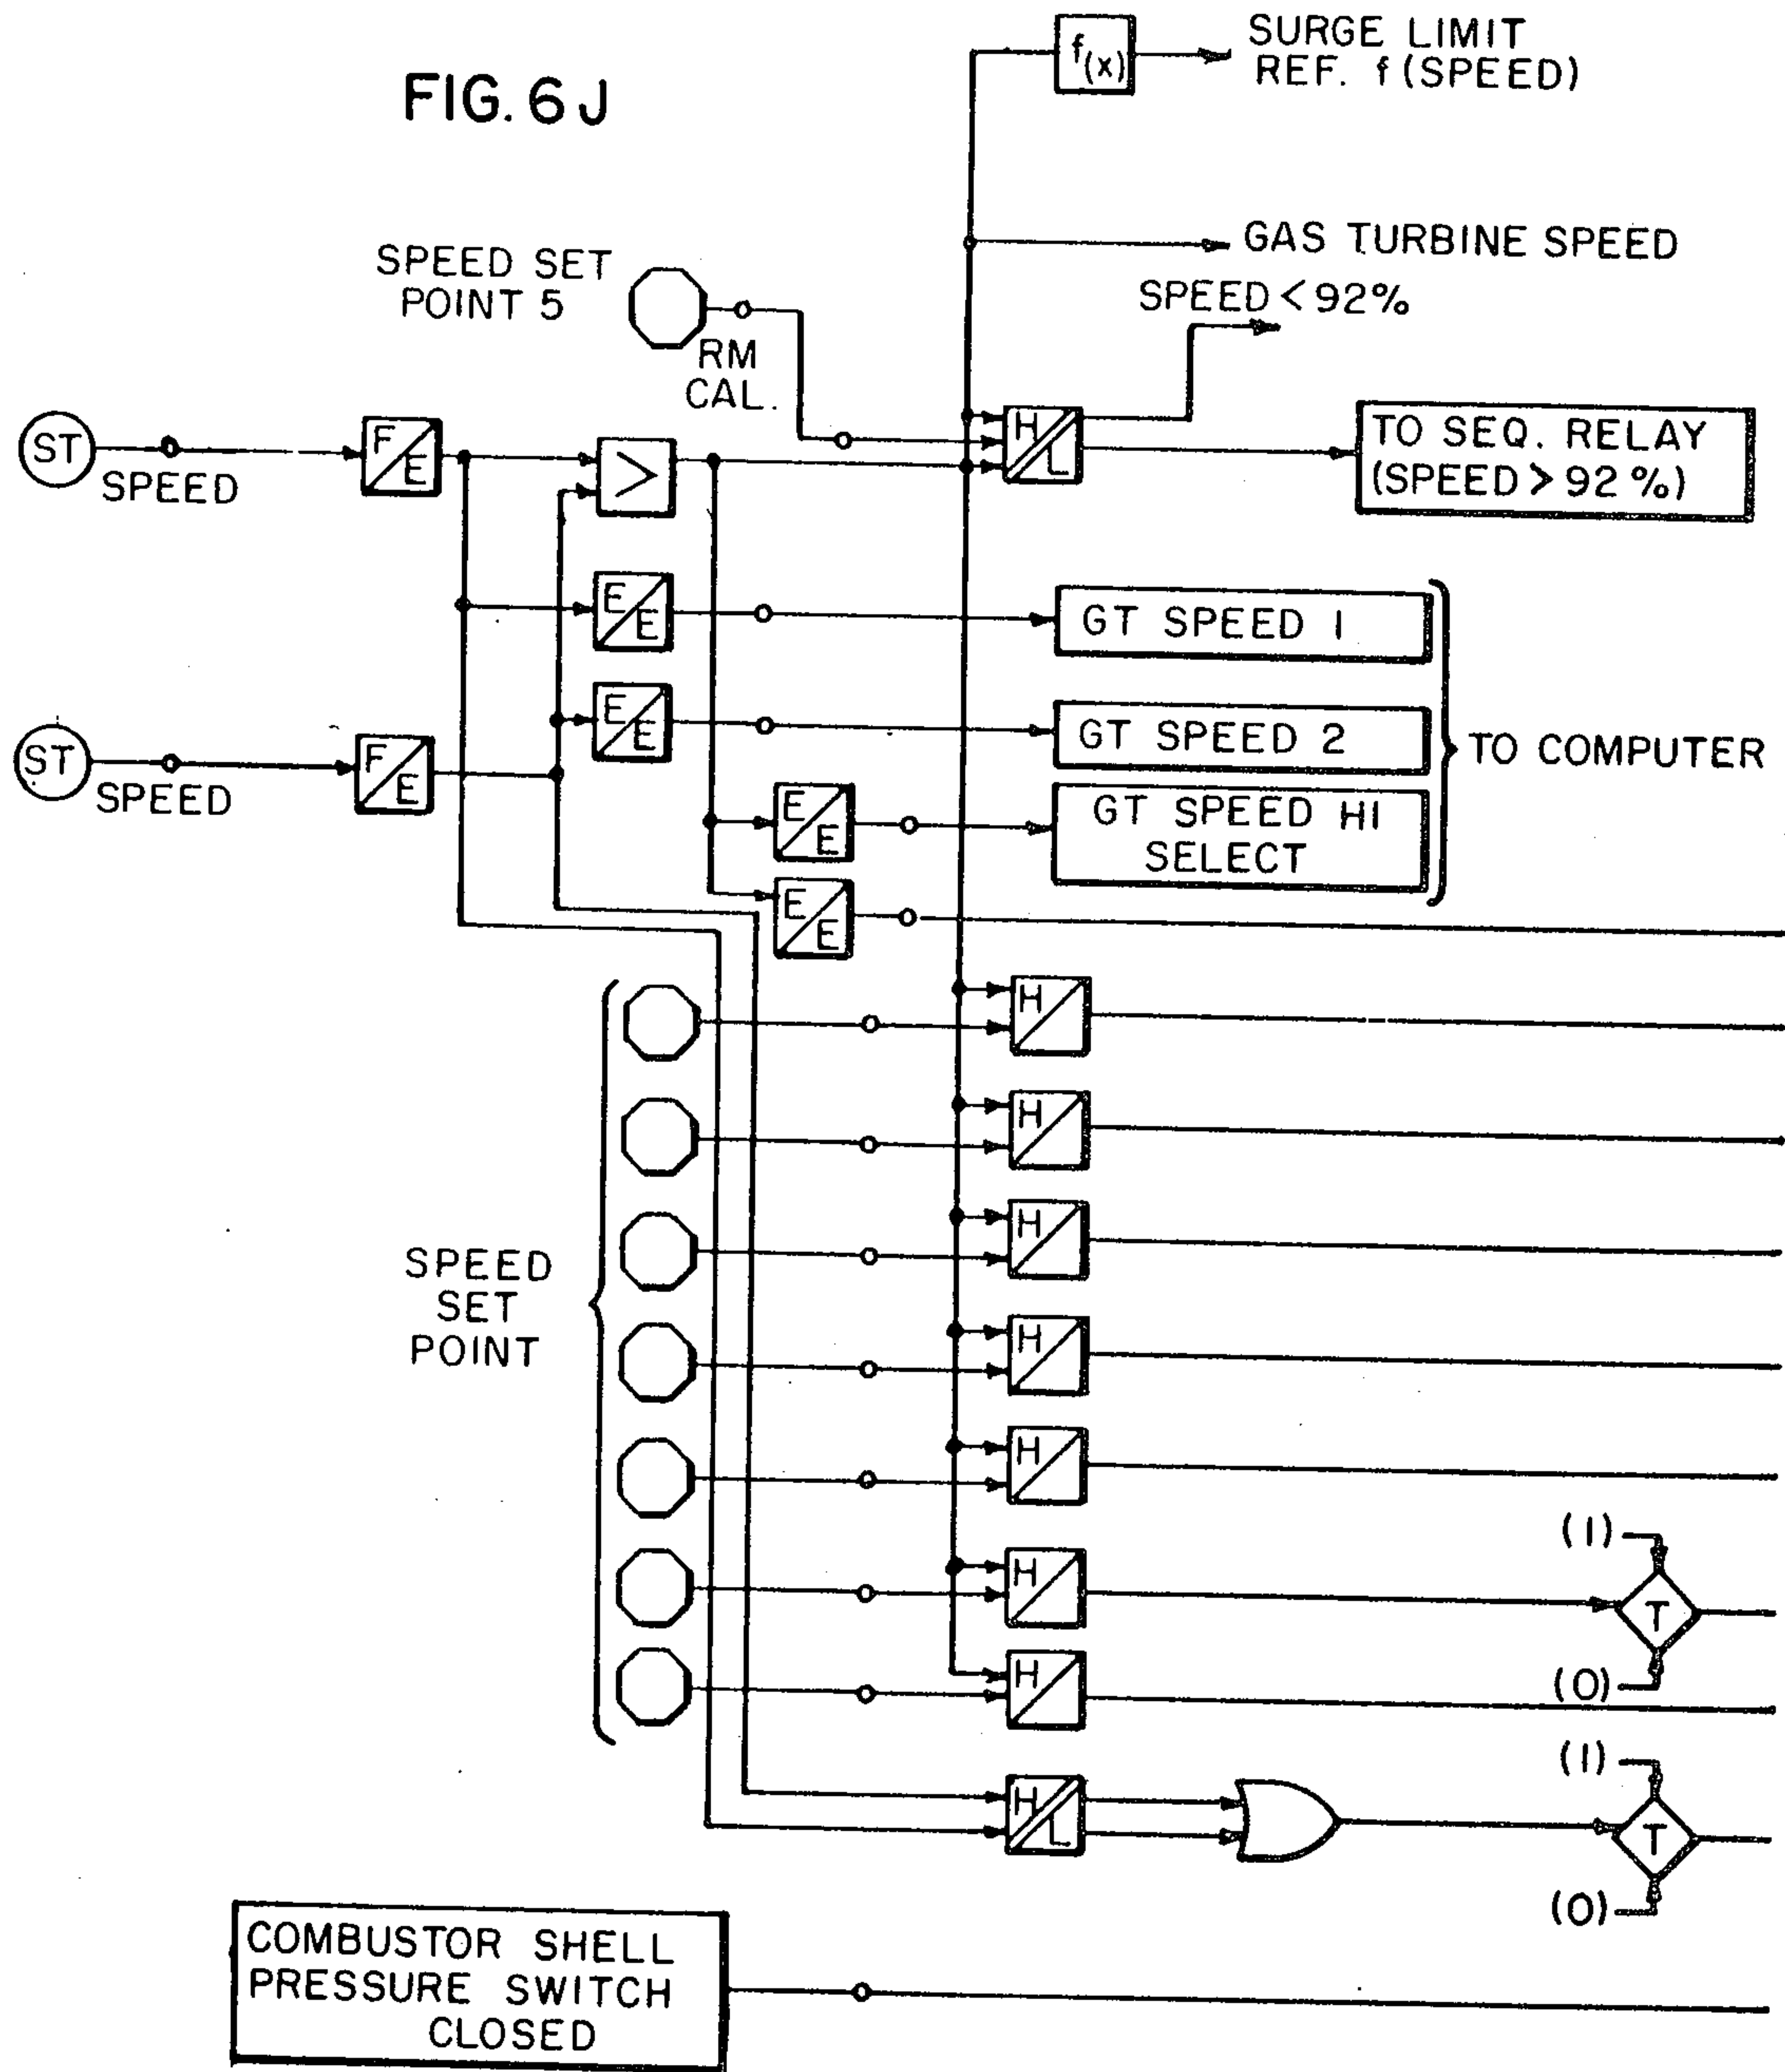 FIG. 6J
f(x)
SURGE LIMIT
REF. f (SPEED)
GAS TURBINE SPEED
SPEED < 92%
SPEED SET
POINT 5
RM
CAL.
ST
SPEED
F/E
>
H//L
TO SEQ. RELAY
(SPEED > 92 %)
E/E
GT SPEED 1
E/E
GT SPEED 2
ST
SPEED
F/E
TO COMPUTER
E/E
GT SPEED HI
SELECT
E/E
H/
H/
H/
H/
H/
H/
H/
SPEED
SET
POINT
(1)
T
(0)
H//L
(1)
T
(0)
COMBUSTOR SHELL
PRESSURE SWITCH
CLOSED